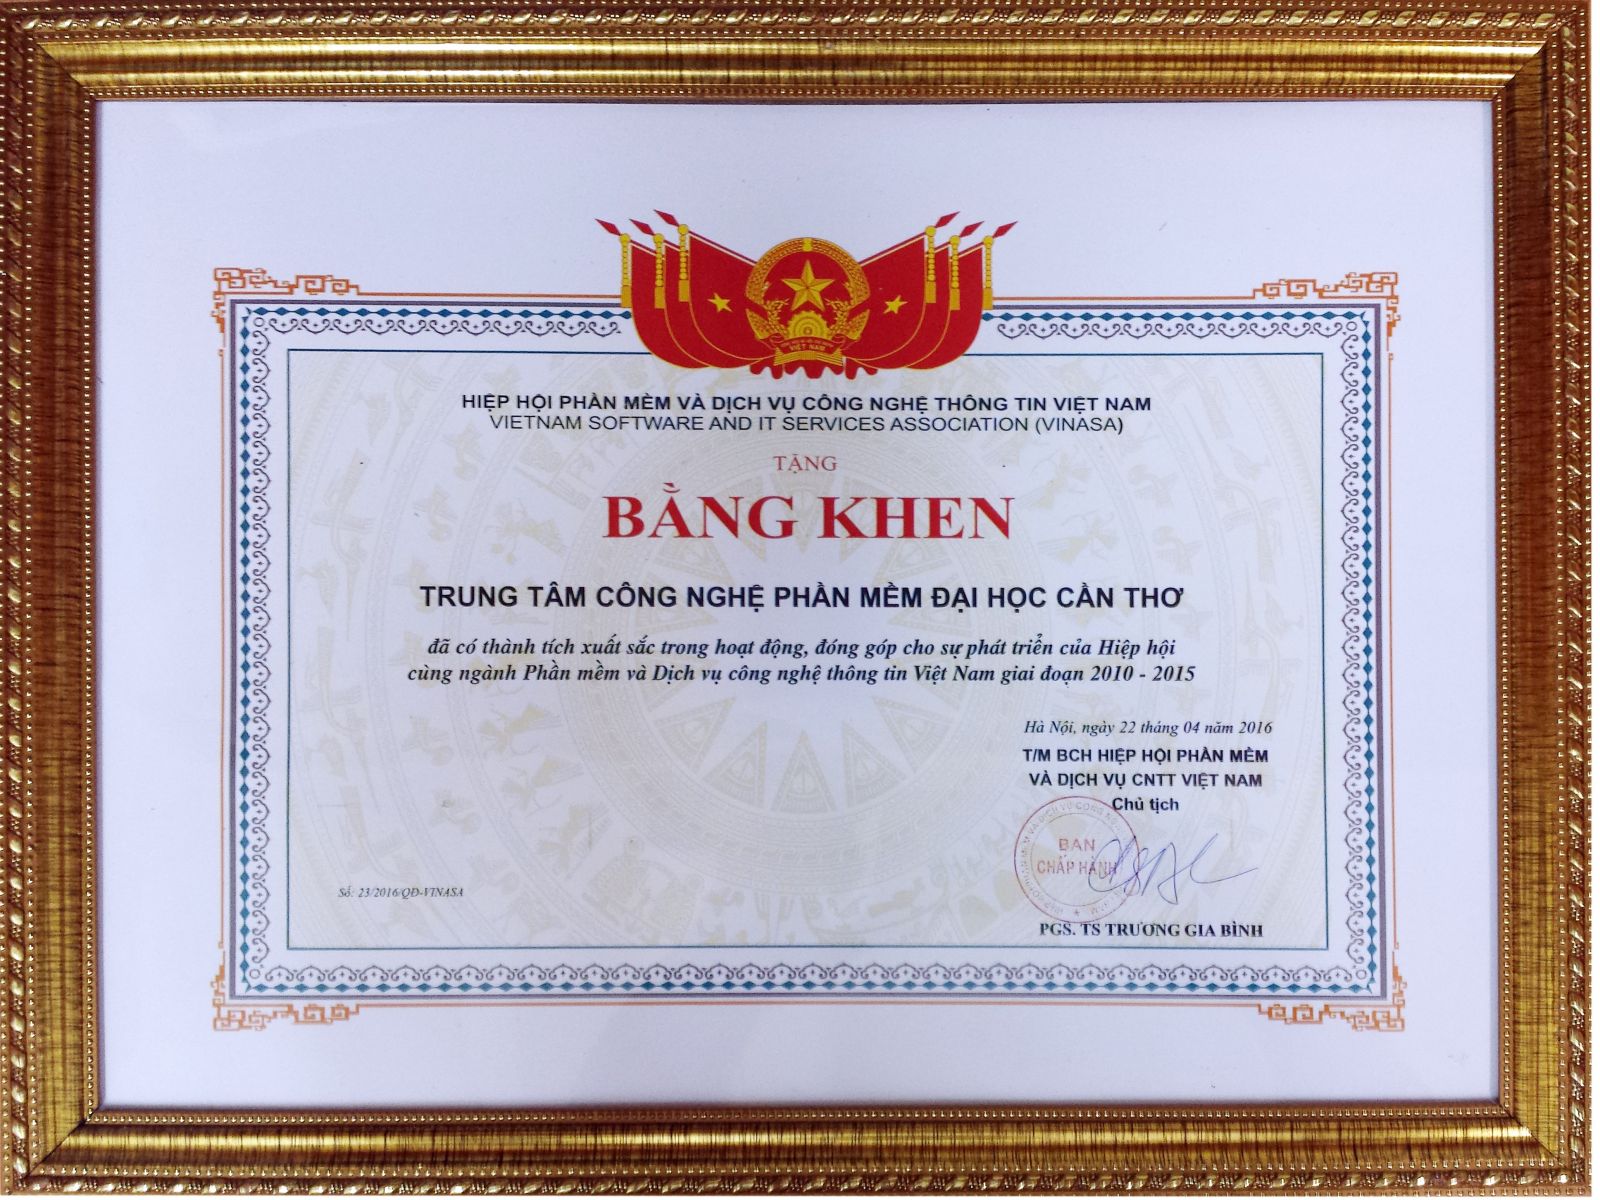 VIỆT NAM
HIỆP HỘI PHẦN MỀM VÀ DỊCH VỤ CÔNG NGHỆ THÔNG TIN VIỆT NAM
VIETNAM SOFTWARE AND IT SERVICES ASSOCIATION (VINASA)
TẶNG
BẰNG KHEN
TRUNG TÂM CÔNG NGHỆ PHẦN MỀM ĐẠI HỌC CẦN THƠ
đã có thành tích xuất sắc trong hoạt động, đóng góp cho sự phát triển của Hiệp hội
cùng ngành Phần mềm và Dịch vụ công nghệ thông tin Việt Nam giai đoạn 2010 - 2015
Hà Nội, ngày 22 tháng 04 năm 2016
T/M BCH HIỆP HỘI PHẦN MỀM
VÀ DỊCH VỤ CNTT VIỆT NAM
Chủ tịch
BAN
CHẤP HÀNH
Số: 23/2016/QĐ-VINASA
PGS. TS TRƯƠNG GIA BÌNH